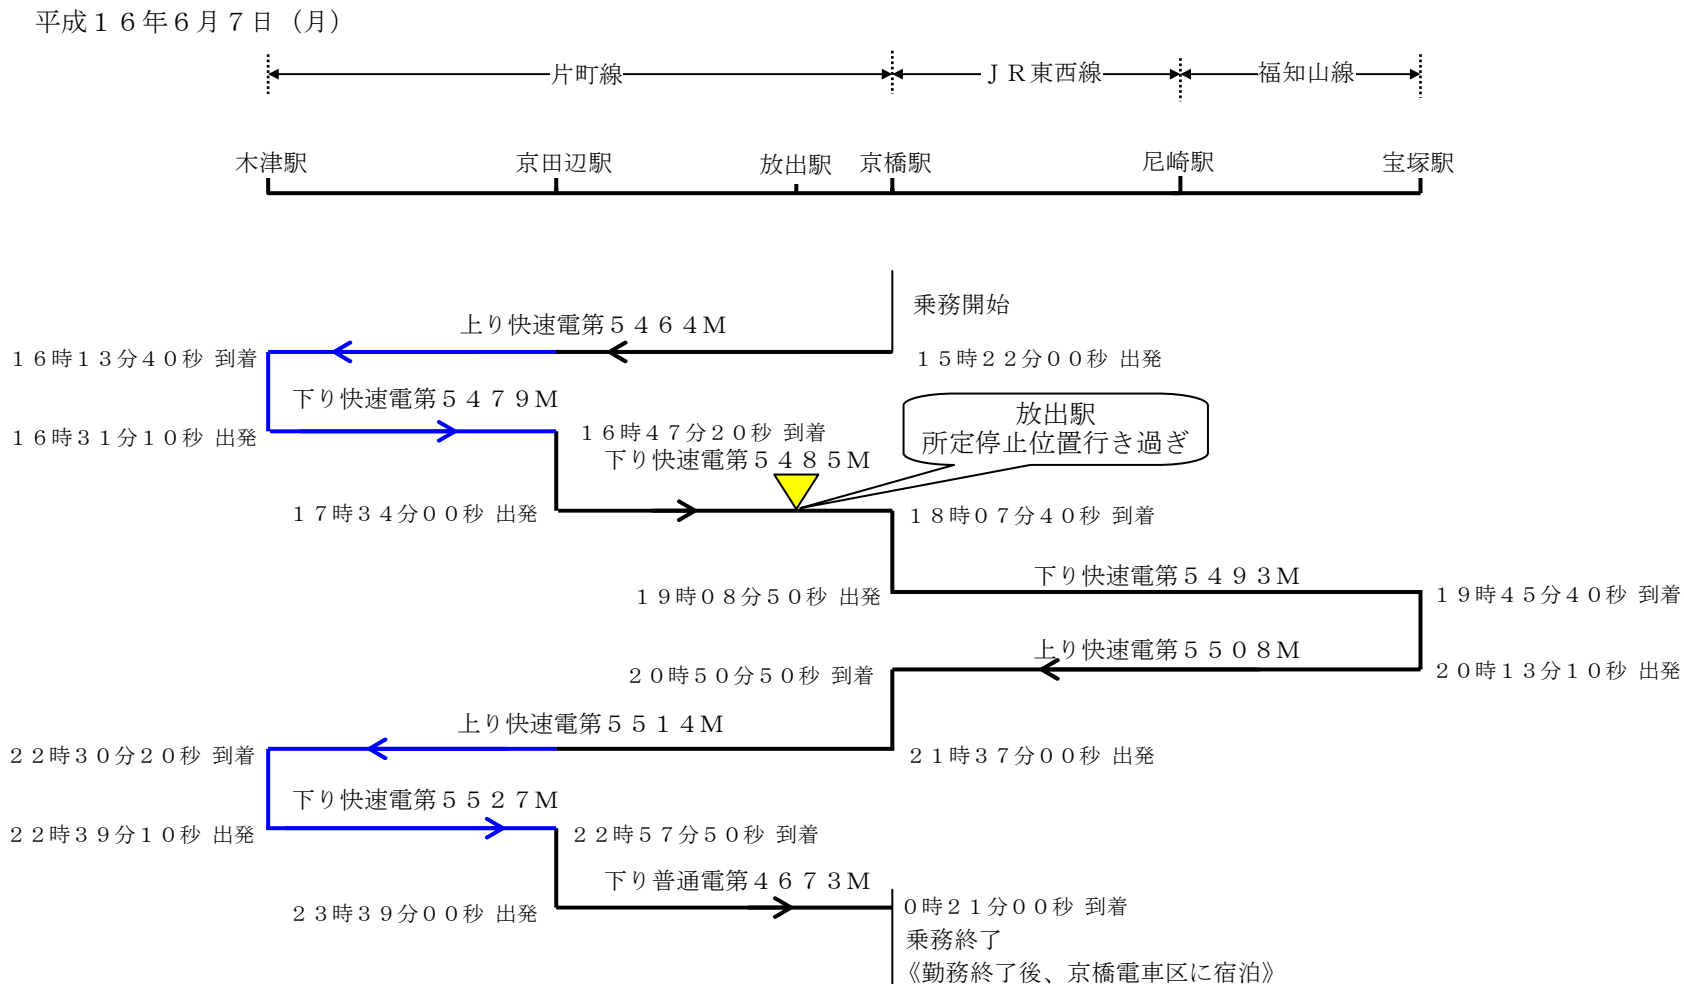 平成１６年６月７日（月）
片町線
ＪＲ東西線
福知山線
木津駅
京田辺駅
放出駅
京橋駅
尼崎駅
宝塚駅
乗務開始
上り快速電第５４６４Ｍ
１６時１３分４０秒 到着
１５時２２分００秒 出発
下り快速電第５４７９Ｍ
１６時３１分１０秒 出発
１６時４７分２０秒 到着
放出駅
所定停止位置行き過ぎ
下り快速電第５４８５Ｍ
１７時３４分００秒 出発
１８時０７分４０秒 到着
下り快速電第５４９３Ｍ
１９時０８分５０秒 出発
１９時４５分４０秒 到着
上り快速電第５５０８Ｍ
２０時５０分５０秒 到着
２０時１３分１０秒 出発
上り快速電第５５１４Ｍ
２２時３０分２０秒 到着
２１時３７分００秒 出発
下り快速電第５５２７Ｍ
２２時３９分１０秒 出発
２２時５７分５０秒 到着
下り普通電第４６７３Ｍ
２３時３９分００秒 出発
０時２１分００秒 到着
乗務終了
《勤務終了後、京橋電車区に宿泊》